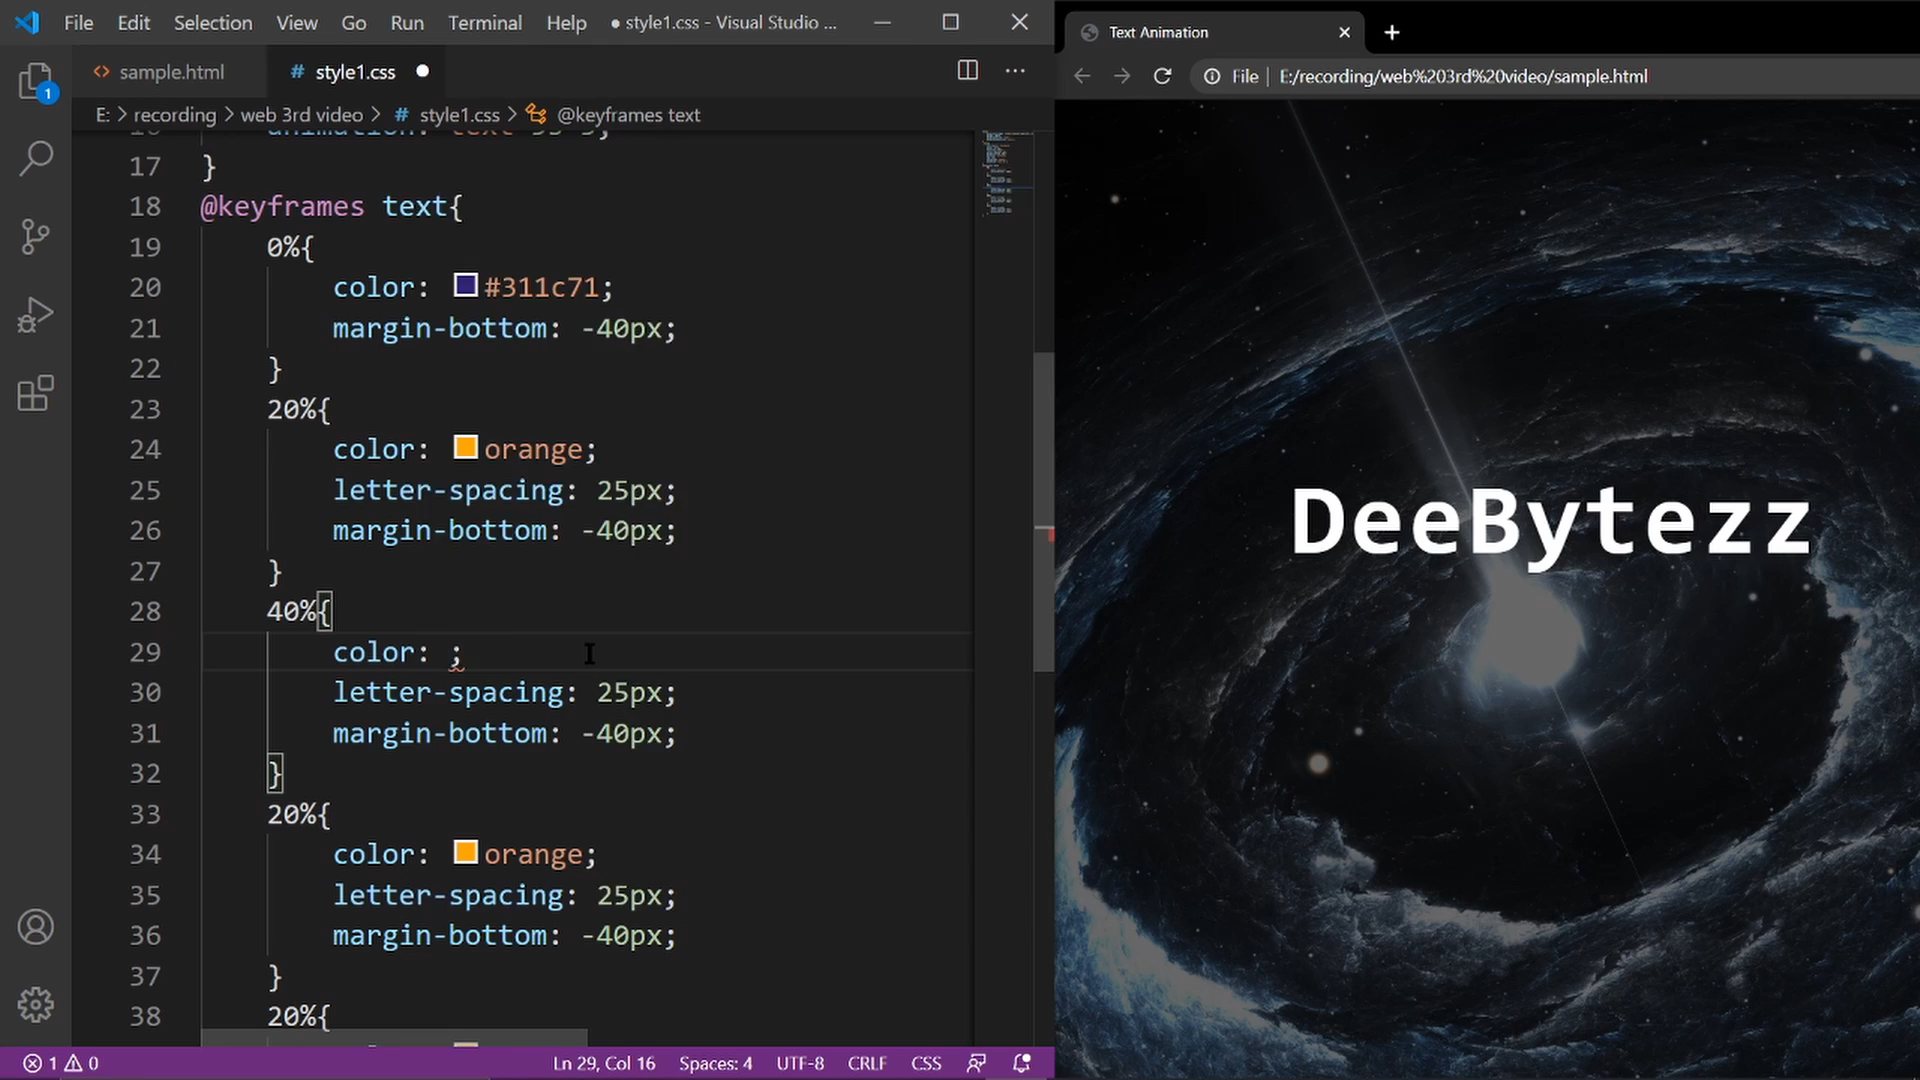 File Edit Selection View Go Run Terminal Help ● style1.css - Visual Studio ...
sample.html # style1.css ●
E: > recording > web 3rd video > # style1.css > @keyframes text
17 }
18 @keyframes text{
19 0%{
20 color: #311c71;
21 margin-bottom: -40px;
22 }
23 20%{
24 color: orange;
25 letter-spacing: 25px;
26 margin-bottom: -40px;
27 }
28 40%{
29 color: ;
30 letter-spacing: 25px;
31 margin-bottom: -40px;
32 }
33 20%{
34 color: orange;
35 letter-spacing: 25px;
36 margin-bottom: -40px;
37 }
38 20%{
1
1 0
Ln 29, Col 16 Spaces: 4 UTF-8 CRLF CSS
Text Animation
File | E:/recording/web%203rd%20video/sample.html
DeeBytezz